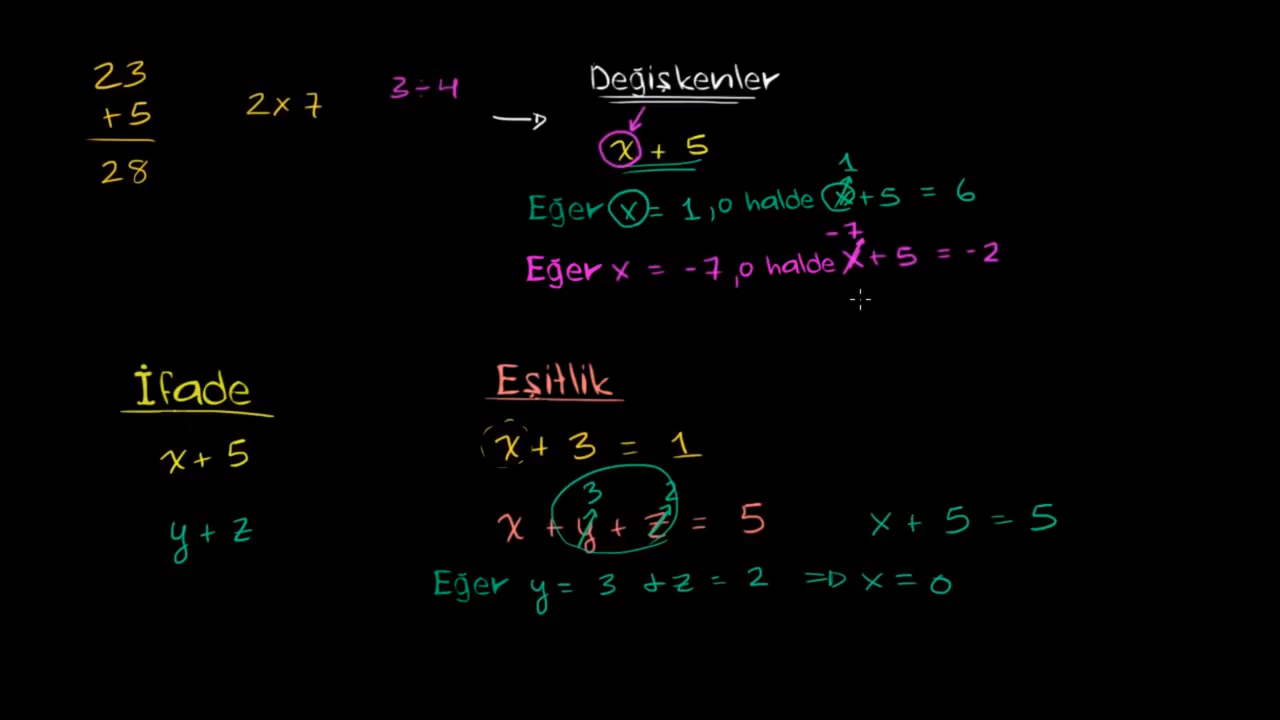 23
+ 5
28
2 x 7
3 ÷ 4
Değişkenler
x + 5
1
Eğer x = 1, o halde x + 5 = 6
-7
Eğer x = -7, o halde x + 5 = -2
İfade
x + 5
y + z
Eşitlik
x + 3 = 1
3 2
x + y + z = 5
x + 5 = 5
Eğer y = 3 + z = 2 ⇒ x = 0